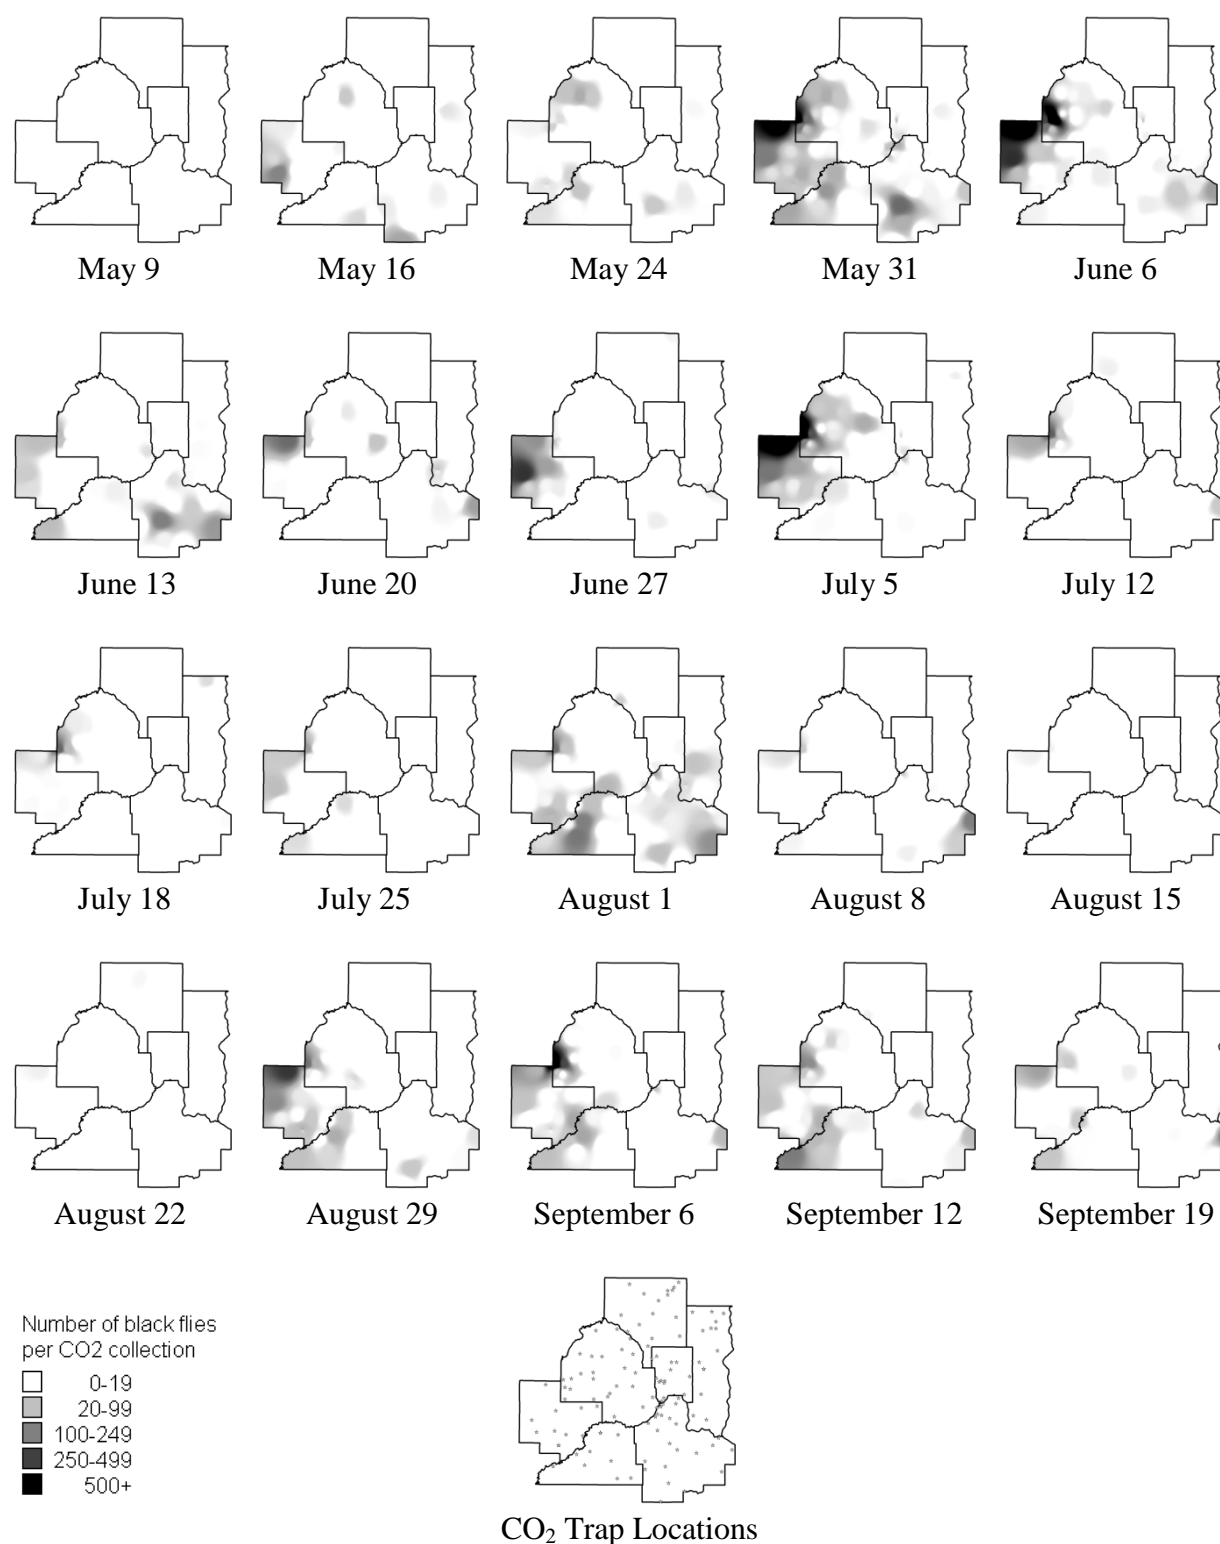 May 9
May 16
May 24
May 31
June 6
June 13
June 20
June 27
July 5
July 12
July 18
July 25
August 1
August 8
August 15
August 22
August 29
September 6
September 12
September 19
Number of black flies
per CO2 collection
0-19
20-99
100-249
250-499
500+
CO₂ Trap Locations